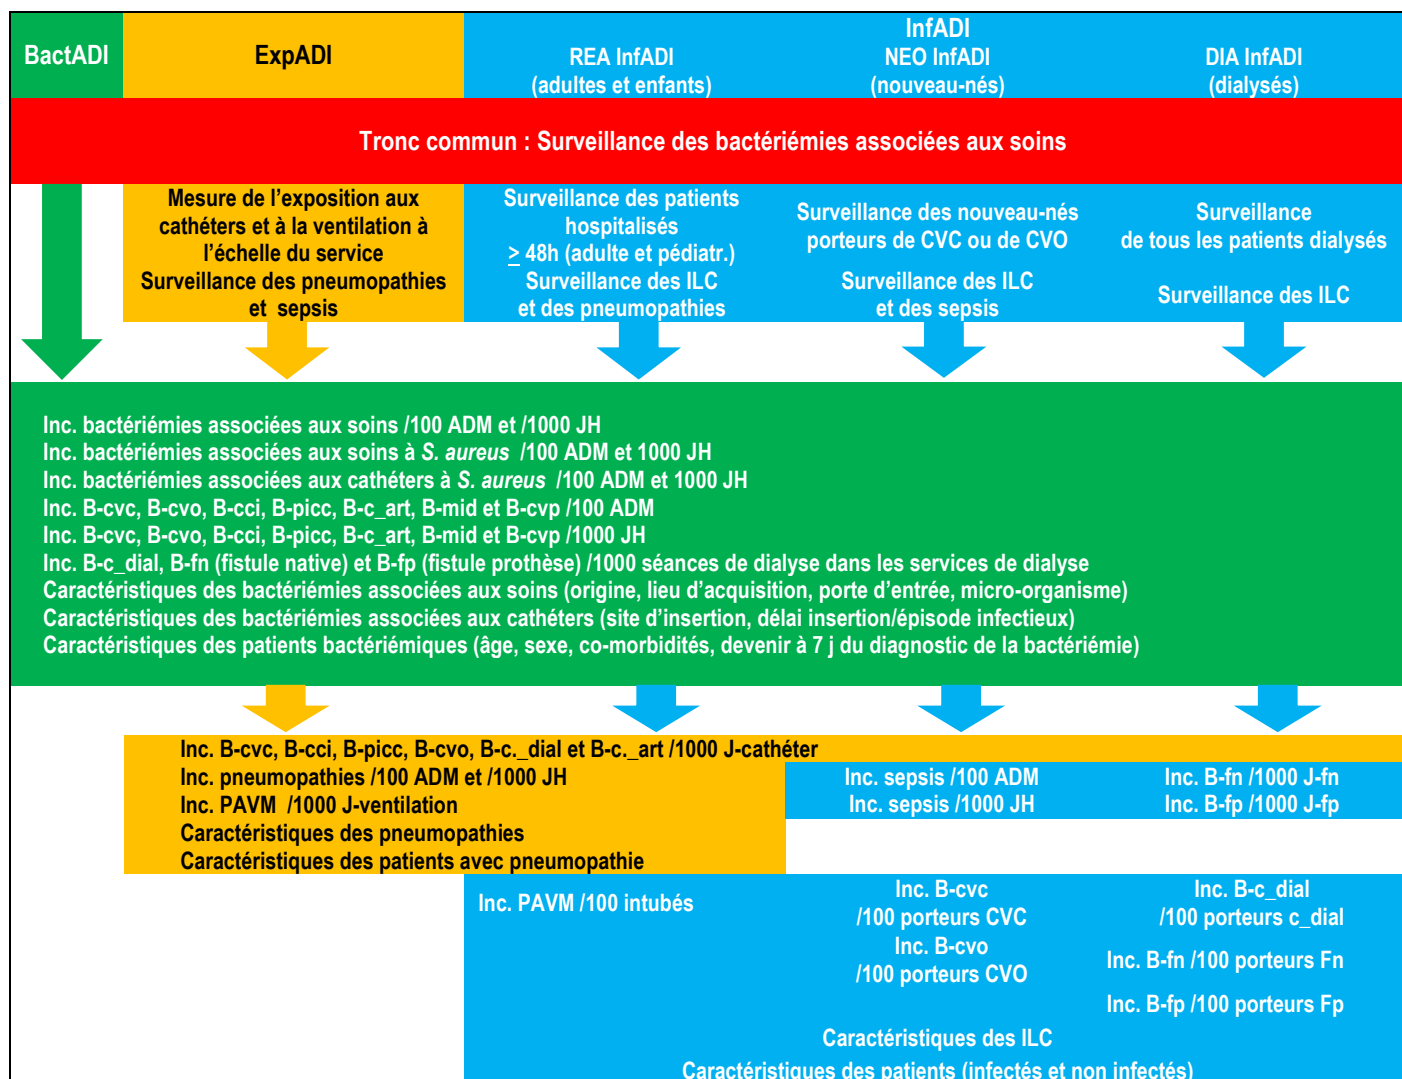 BactADI
ExpADI
InfADI
REA InfADI
(adultes et enfants)
NEO InfADI
(nouveau-nés)
DIA InfADI
(dialysés)
Tronc commun : Surveillance des bactériémies associées aux soins
Mesure de l'exposition aux
cathéters et à la ventilation à
l'échelle du service
Surveillance des pneumopathies
et sepsis
Surveillance des patients
hospitalisés
≥ 48h (adulte et pédiatr.)
Surveillance des ILC
et des pneumopathies
Surveillance des nouveau-nés
porteurs de CVC ou de CVO
Surveillance des ILC
et des sepsis
Surveillance
de tous les patients dialysés
Surveillance des ILC
Inc. bactériémies associées aux soins /100 ADM et /1000 JH
Inc. bactériémies associées aux soins à S. aureus /100 ADM et 1000 JH
Inc. bactériémies associées aux cathéters à S. aureus /100 ADM et 1000 JH
Inc. B-cvc, B-cvo, B-cci, B-picc, B-c_art, B-mid et B-cvp /100 ADM
Inc. B-cvc, B-cvo, B-cci, B-picc, B-c_art, B-mid et B-cvp /1000 JH
Inc. B-c_dial, B-fn (fistule native) et B-fp (fistule prothèse) /1000 séances de dialyse dans les services de dialyse
Caractéristiques des bactériémies associées aux soins (origine, lieu d'acquisition, porte d'entrée, micro-organisme)
Caractéristiques des bactériémies associées aux cathéters (site d'insertion, délai insertion/épisode infectieux)
Caractéristiques des patients bactériémiques (âge, sexe, co-morbidités, devenir à 7 j du diagnostic de la bactériémie)
Inc. B-cvc, B-cci, B-picc, B-cvo, B-c._dial et B-c._art /1000 J-cathéter
Inc. pneumopathies /100 ADM et /1000 JH
Inc. PAVM /1000 J-ventilation
Caractéristiques des pneumopathies
Caractéristiques des patients avec pneumopathie
Inc. sepsis /100 ADM
Inc. sepsis /1000 JH
Inc. B-fn /1000 J-fn
Inc. B-fp /1000 J-fp
Inc. PAVM /100 intubés
Inc. B-cvc
/100 porteurs CVC
Inc. B-cvo
/100 porteurs CVO
Inc. B-c_dial
/100 porteurs c_dial
Inc. B-fn /100 porteurs Fn
Inc. B-fp /100 porteurs Fp
Caractéristiques des ILC
Caractéristiques des patients (infectés et non infectés)